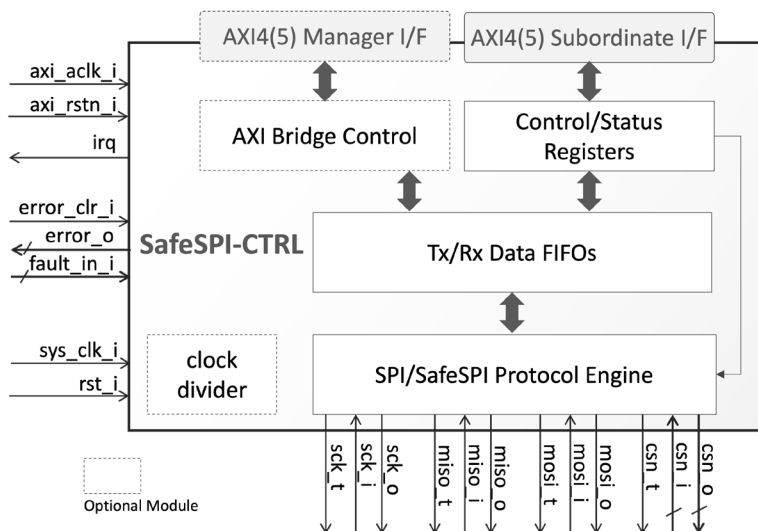 AXI4(5) Manager I/F
AXI4(5) Subordinate I/F
axi_aclk_i
axi_rstn_i
irq
AXI Bridge Control
Control/Status
Registers
error_clr_i
error_o
fault_in_i
SafeSPI-CTRL
Tx/Rx Data FIFOs
sys_clk_i
rst_i
clock
divider
SPI/SafeSPI Protocol Engine
sck_t
sck_i
sck_o
miso_t
miso_i
miso_o
mosi_t
mosi_i
mosi_o
csn_t
csn_i
csn_o
Optional Module